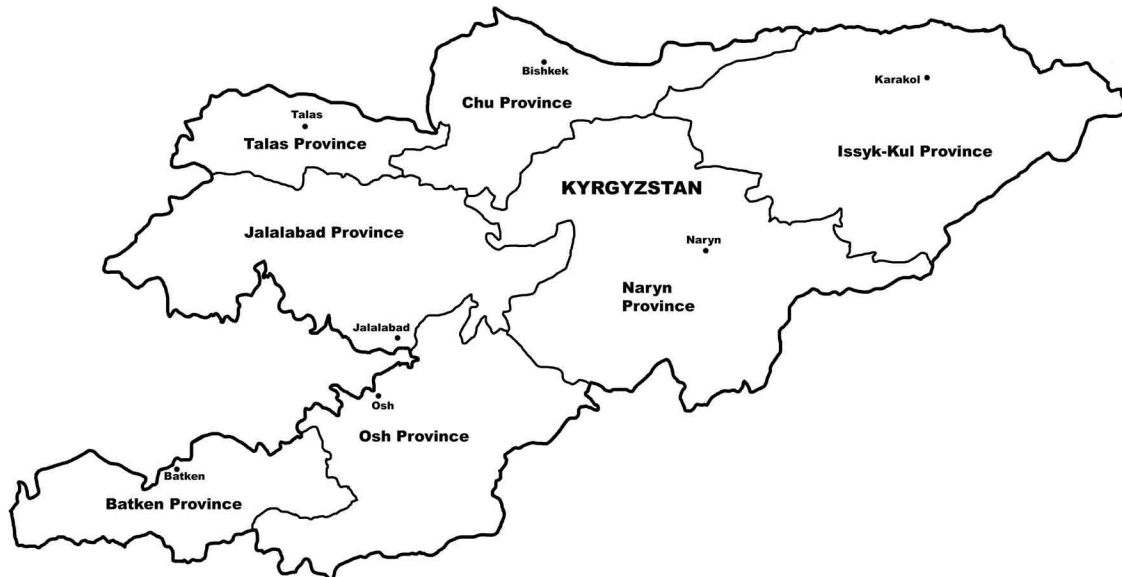 Bishkek
Chu Province
Karakol
Talas
Talas Province
Issyk-Kul Province
KYRGYZSTAN
Jalalabad Province
Naryn
Naryn
Province
Jalalabad
Osh
Osh Province
Batken
Batken Province